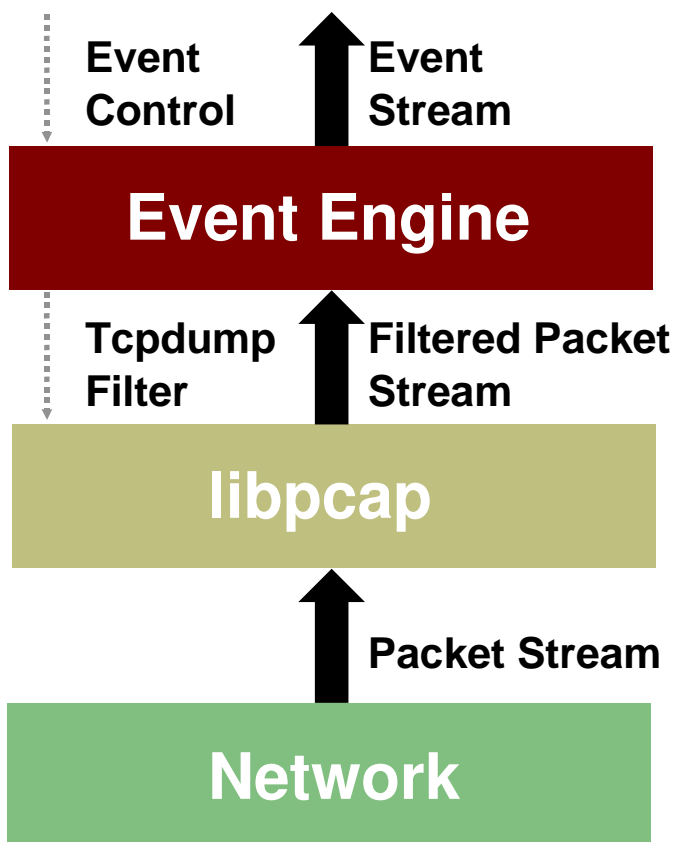 Event
Control
Event
Stream
Event Engine
Tcpdump
Filter
Filtered Packet
Stream
libpcap
Packet Stream
Network